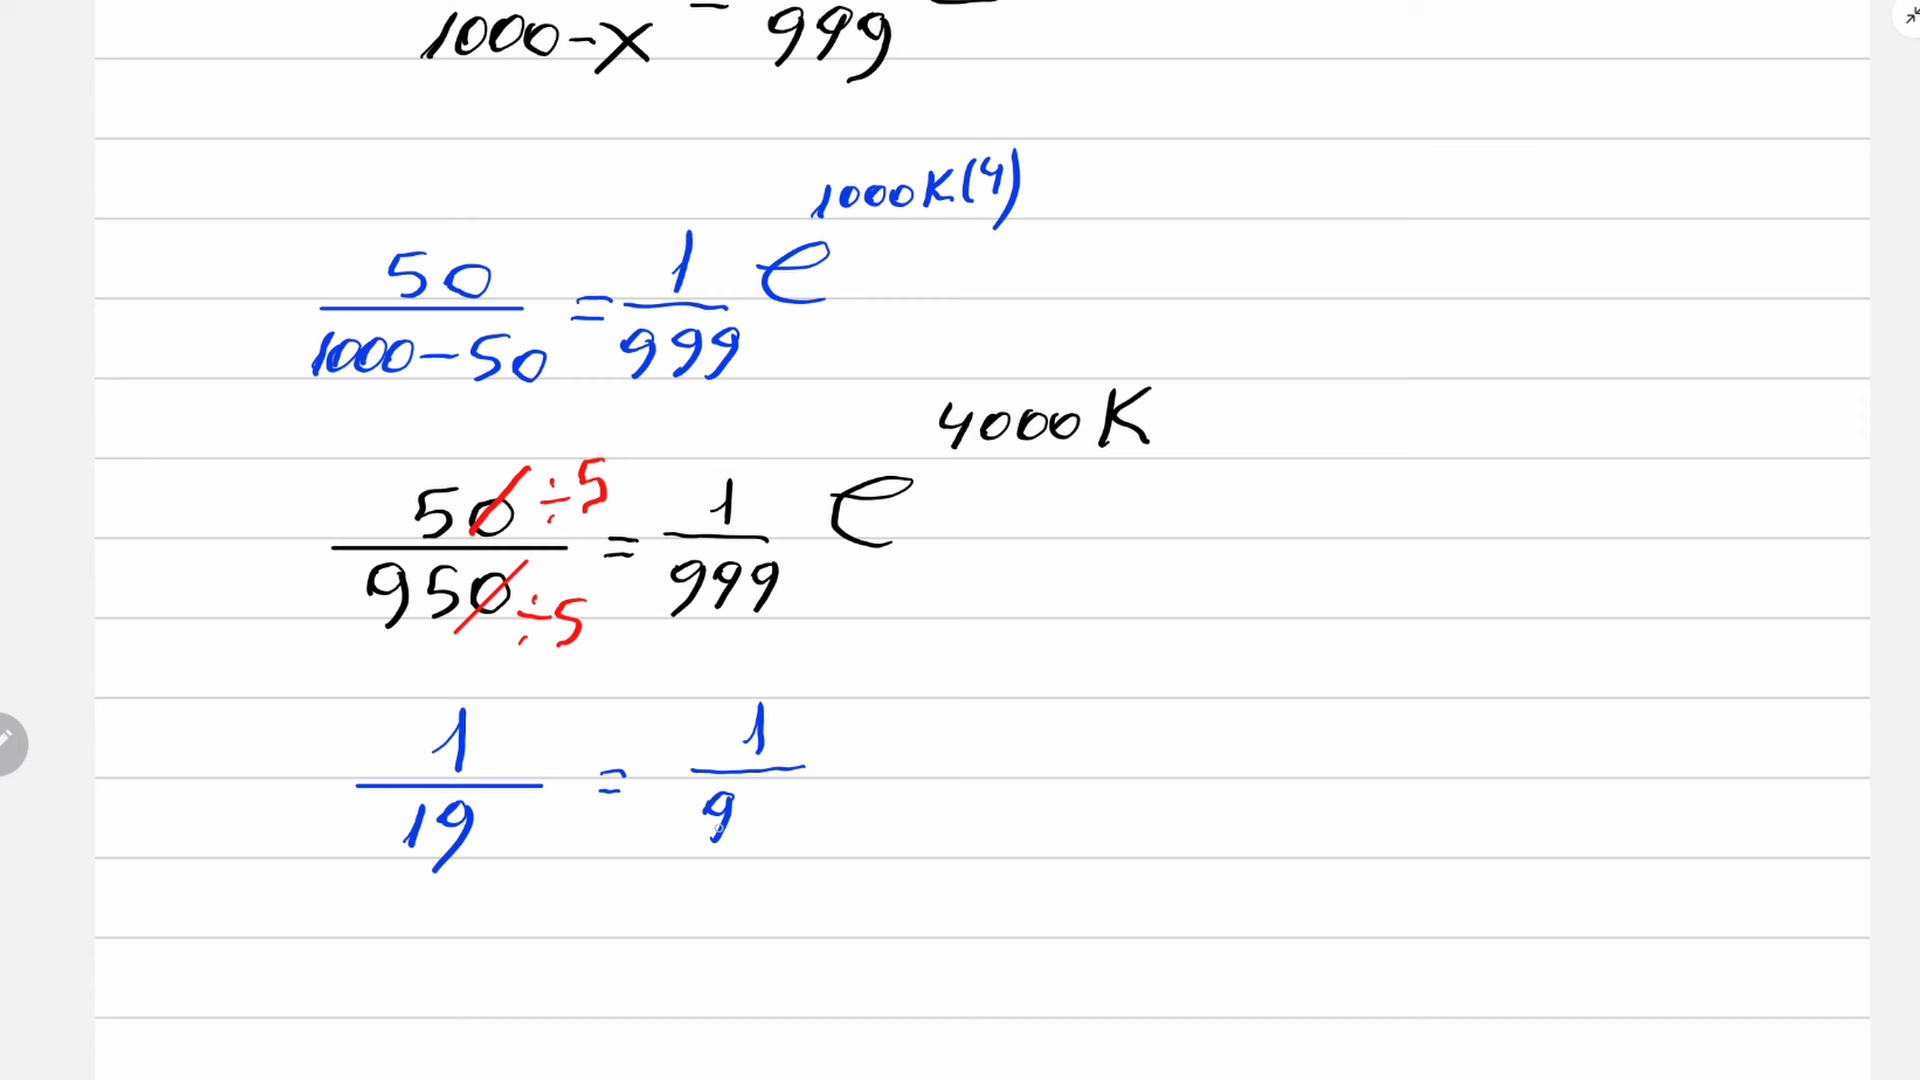 1000-x = 999
1000K(4)
50 / 1000-50 = 1 / 999 e
4000K
50 ÷5 / 950 ÷5 = 1 / 999 e
1 / 19 = 1 / 9